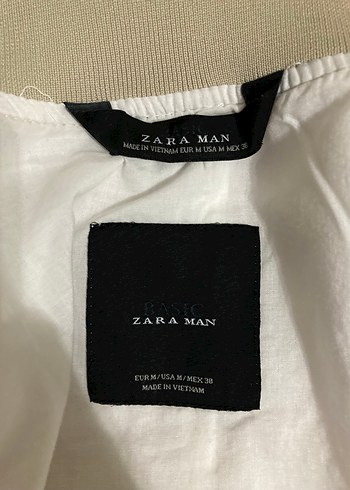 ZARA MAN
MADE IN VIETNAM EUR M USA M MEX 38
BASIC
ZARA MAN
EUR M / USA M / MEX 38
MADE IN VIETNAM